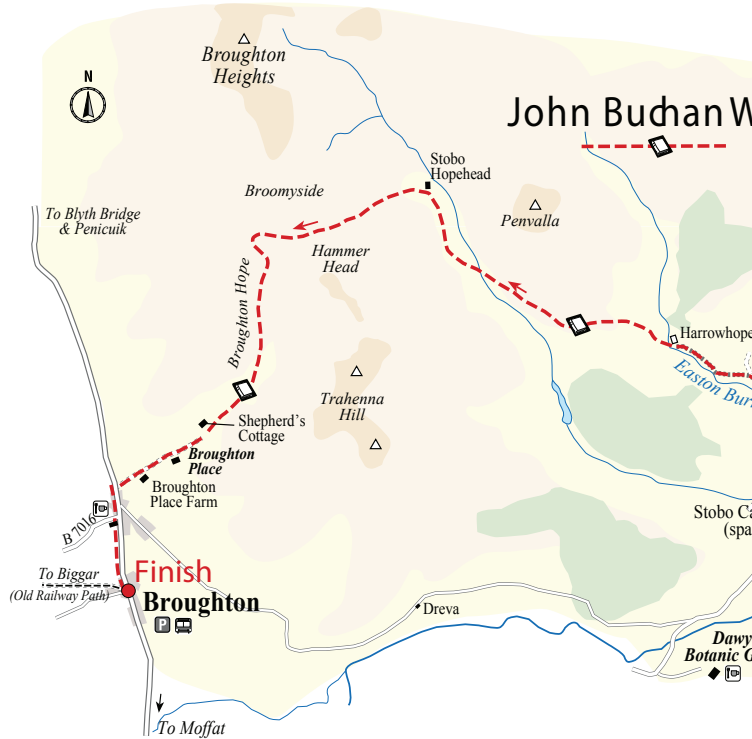 Broughton
Heights
N
John Buchan W
Stobo
Hopehead
Broomyside
Penvalla
To Blyth Bridge
& Penicuik
Hammer
Head
Broughton Hope
Harrowhope
Easton Bur
Trahenna
Hill
Shepherd's
Cottage
Broughton
Place
Broughton
Place Farm
B 7016
Stobo Ca
(spa
To Biggar
(Old Railway Path)
Finish
Broughton
P
Dreva
Dawy
Botanic G
To Moffat